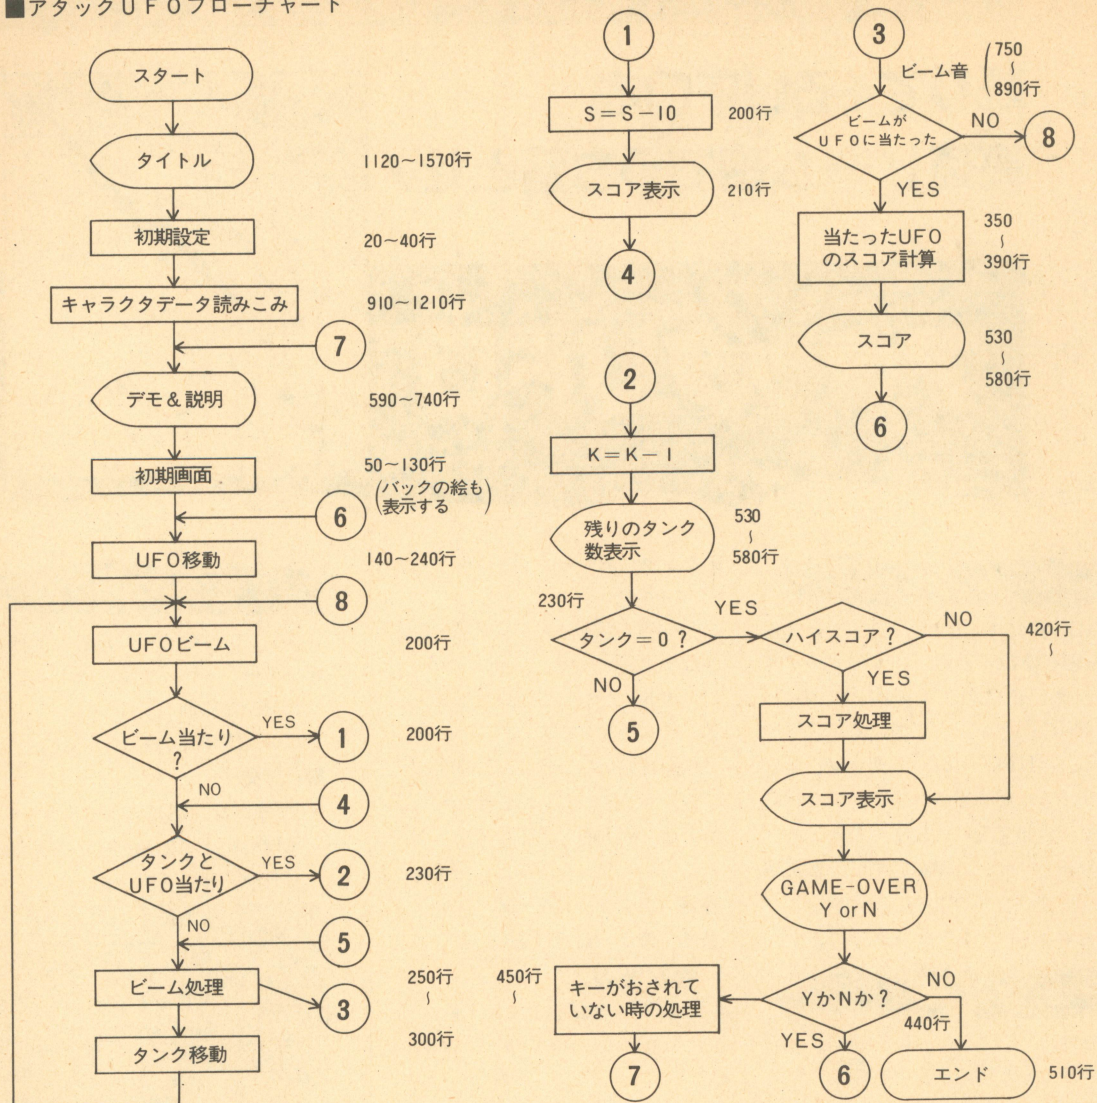 ■アタックUFOフローチャート
スタート
タイトル
1120~1570行
初期設定
20~40行
キャラクタデータ読みこみ
910~1210行
7
デモ&説明
590~740行
初期画面
50~130行
(バックの絵も
表示する)
6
UFO移動
140~240行
8
UFOビーム
200行
ビーム当たり
?
YES
1
200行
NO
4
タンクと
UFO当たり
YES
2
230行
NO
5
ビーム処理
250行
~
300行
3
タンク移動
1
S=S-10
200行
スコア表示
210行
4
2
K=K-1
残りのタンク
数表示
530
~
580行
230行
タンク=0?
YES
NO
5
ハイスコア?
NO
420行
~
YES
スコア処理
スコア表示
GAME-OVER
Y or N
YかNか?
NO
440行
エンド
510行
YES
6
450行
~
キーがおされて
いない時の処理
7
3
ビーム音
(750
~
890行
ビームが
UFOに当たった
NO
8
YES
当たったUFO
のスコア計算
350
~
390行
スコア
530
~
580行
6